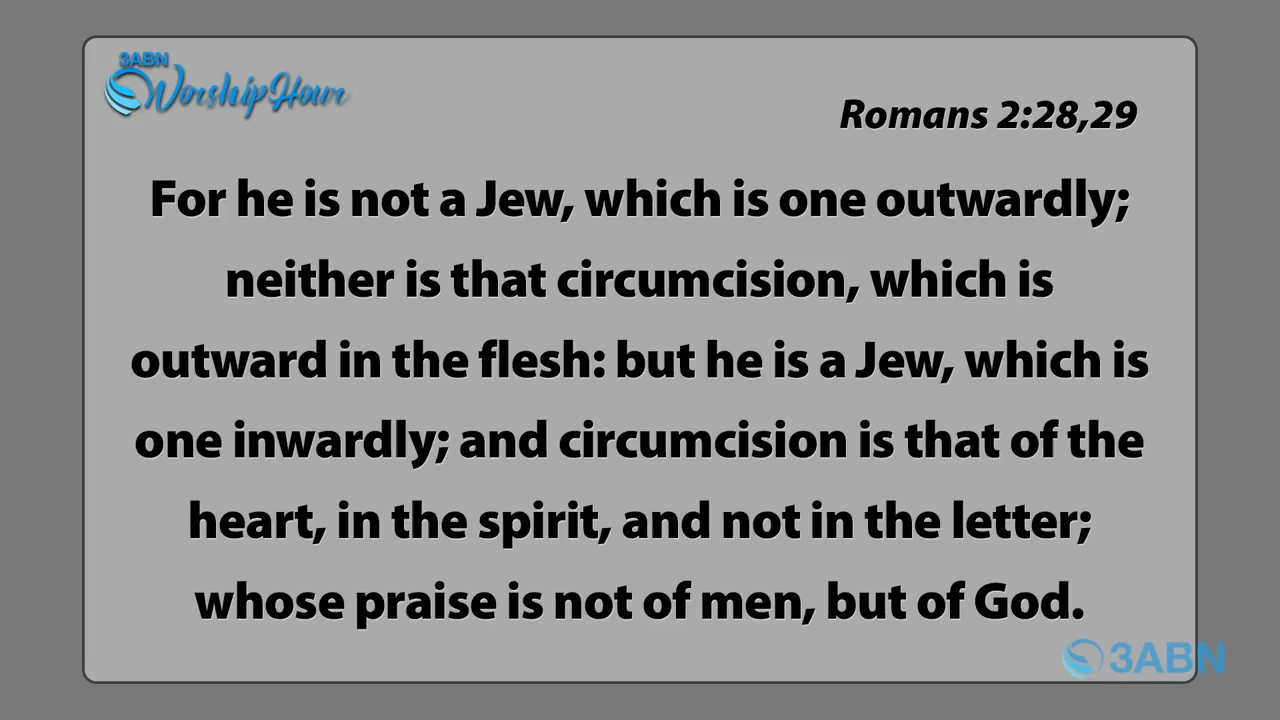 3ABN
Worship Hour
Romans 2:28,29
For he is not a Jew, which is one outwardly;
neither is that circumcision, which is
outward in the flesh: but he is a Jew, which is
one inwardly; and circumcision is that of the
heart, in the spirit, and not in the letter;
whose praise is not of men, but of God.
3ABN